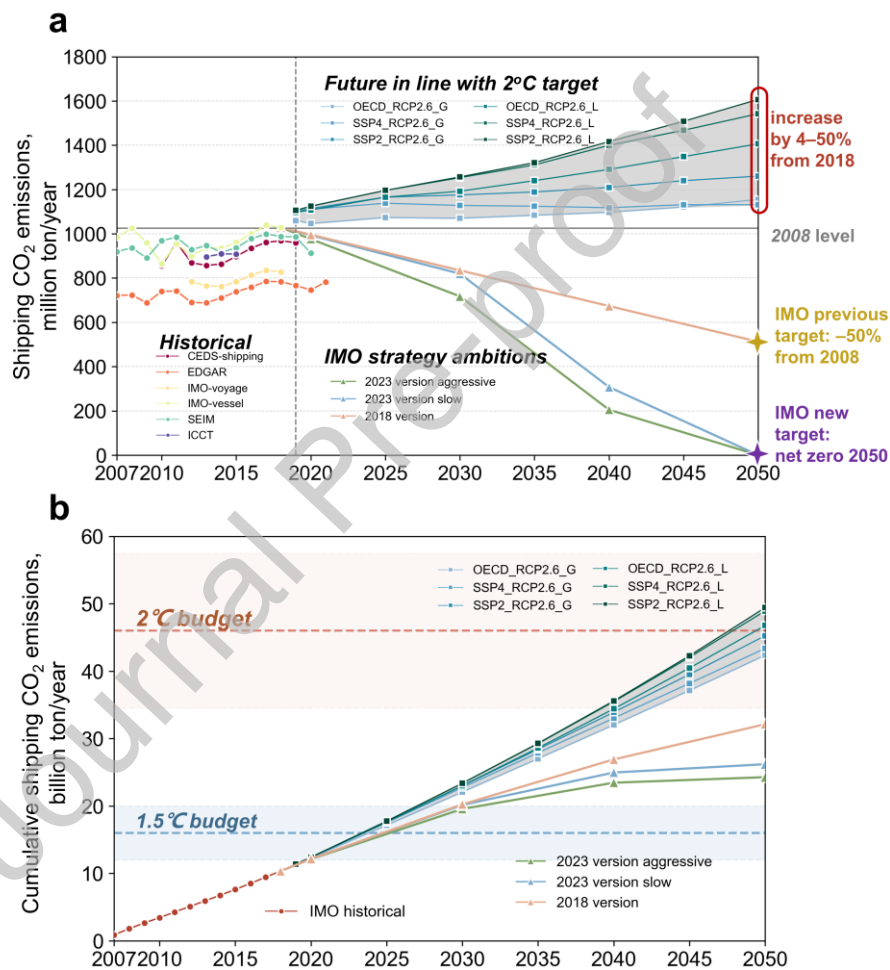 a
1800
1600
1400
1200
1000
800
600
400
200
0
Shipping CO₂ emissions,
million ton/year
Future in line with 2°C target
OECD_RCP2.6_G
OECD_RCP2.6_L
SSP4_RCP2.6_G
SSP4_RCP2.6_L
SSP2_RCP2.6_G
SSP2_RCP2.6_L
increase
by 4–50%
from 2018
2008 level
IMO previous
target: –50%
from 2008
IMO new
target:
net zero 2050
Historical
CEDS-shipping
EDGAR
IMO-voyage
IMO-vessel
SEIM
ICCT
IMO strategy ambitions
2023 version aggressive
2023 version slow
2018 version
2007 2010 2015 2020 2025 2030 2035 2040 2045 2050
b
60
50
40
30
20
10
0
Cumulative shipping CO₂ emissions,
billion ton/year
OECD_RCP2.6_G
OECD_RCP2.6_L
SSP4_RCP2.6_G
SSP4_RCP2.6_L
SSP2_RCP2.6_G
SSP2_RCP2.6_L
2℃ budget
1.5℃ budget
2023 version aggressive
2023 version slow
2018 version
IMO historical
2007 2010 2015 2020 2025 2030 2035 2040 2045 2050
Journal Pre-proof